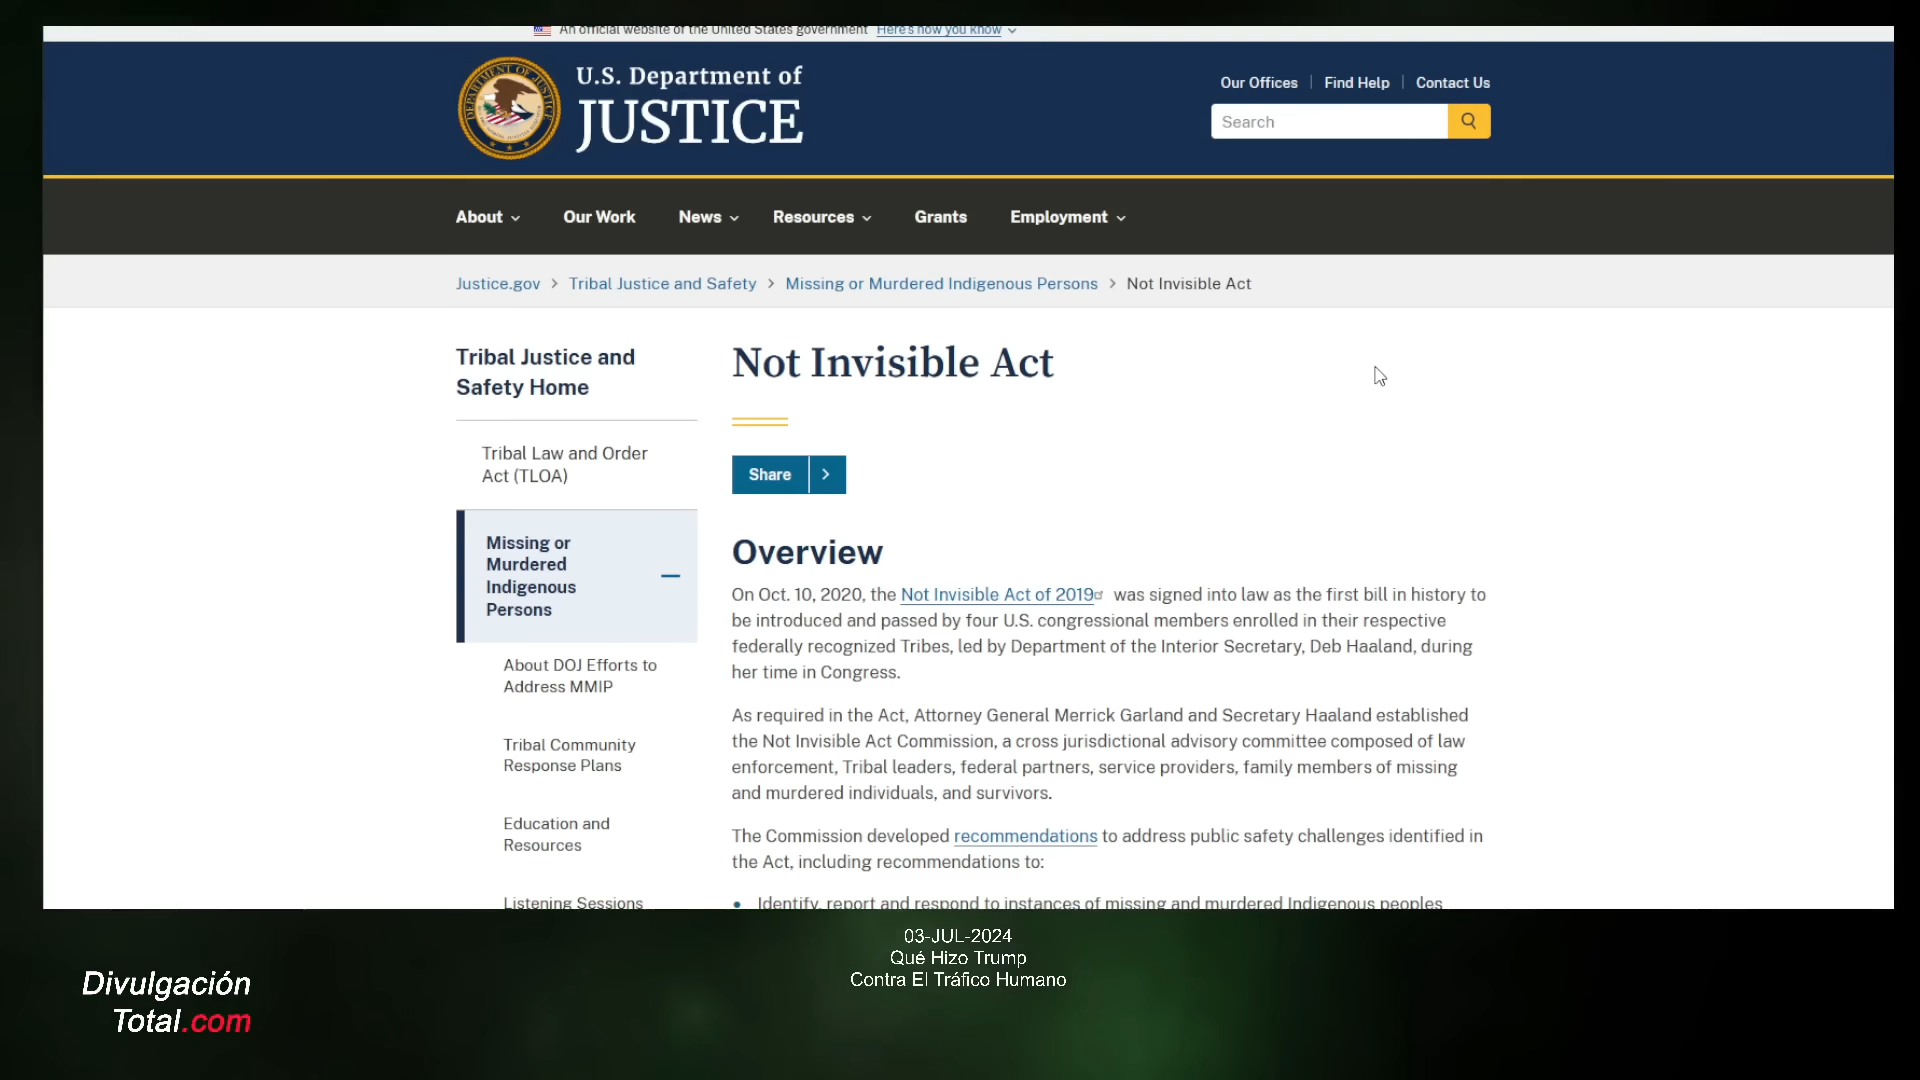 An official website of the United States government Here's how you know
U.S. Department of
JUSTICE
Our Offices
Find Help
Contact Us
Search
About
Our Work
News
Resources
Grants
Employment
Justice.gov > Tribal Justice and Safety > Missing or Murdered Indigenous Persons > Not Invisible Act
Tribal Justice and
Safety Home
Tribal Law and Order
Act (TLOA)
Missing or
Murdered
Indigenous
Persons
About DOJ Efforts to
Address MMIP
Tribal Community
Response Plans
Education and
Resources
Listening Sessions
Not Invisible Act
Share
Overview
On Oct. 10, 2020, the Not Invisible Act of 2019 was signed into law as the first bill in history to
be introduced and passed by four U.S. congressional members enrolled in their respective
federally recognized Tribes, led by Department of the Interior Secretary, Deb Haaland, during
her time in Congress.
As required in the Act, Attorney General Merrick Garland and Secretary Haaland established
the Not Invisible Act Commission, a cross jurisdictional advisory committee composed of law
enforcement, Tribal leaders, federal partners, service providers, family members of missing
and murdered individuals, and survivors.
The Commission developed recommendations to address public safety challenges identified in
the Act, including recommendations to:
• Identify, report and respond to instances of missing and murdered Indigenous peoples
03-JUL-2024
Qué Hizo Trump
Contra El Tráfico Humano
Divulgación
Total.com